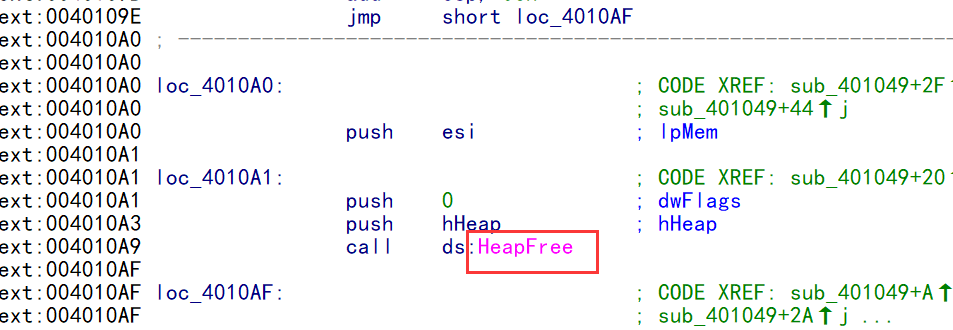 ext:0040109E jmp short loc_4010AF
ext:004010A0 ; ---------------------------------------------------------------
ext:004010A0
ext:004010A0 loc_4010A0: ; CODE XREF: sub_401049+2F↑
ext:004010A0 ; sub_401049+44↑j
ext:004010A0 push esi ; lpMem
ext:004010A1
ext:004010A1 loc_4010A1: ; CODE XREF: sub_401049+20↑
ext:004010A1 push 0 ; dwFlags
ext:004010A3 push hHeap ; hHeap
ext:004010A9 call ds:HeapFree
ext:004010AF
ext:004010AF loc_4010AF: ; CODE XREF: sub_401049+A↑
ext:004010AF ; sub_401049+2A↑j ...